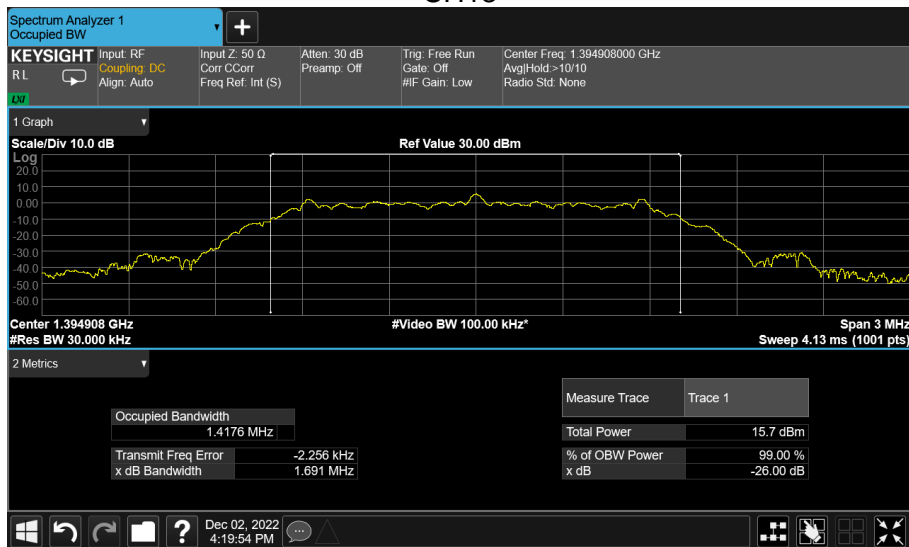 Spectrum Analyzer 1
Occupied BW
KEYSIGHT
R L
LXI
Input: RF
Coupling: DC
Align: Auto
Input Z: 50 Ω
Corr CCorr
Freq Ref: Int (S)
Atten: 30 dB
Preamp: Off
Trig: Free Run
Gate: Off
#IF Gain: Low
Center Freq: 1.394908000 GHz
Avg|Hold:>10/10
Radio Std: None
1 Graph
Scale/Div 10.0 dB
Ref Value 30.00 dBm
Log
20.0
10.0
0.00
-10.0
-20.0
-30.0
-40.0
-50.0
-60.0
Center 1.394908 GHz
#Video BW 100.00 kHz*
Span 3 MHz
#Res BW 30.000 kHz
Sweep 4.13 ms (1001 pts)
2 Metrics
Measure Trace Trace 1
Occupied Bandwidth
1.4176 MHz
Total Power 15.7 dBm
Transmit Freq Error -2.256 kHz
% of OBW Power 99.00 %
x dB Bandwidth 1.691 MHz
x dB -26.00 dB
?
Dec 02, 2022
4:19:54 PM